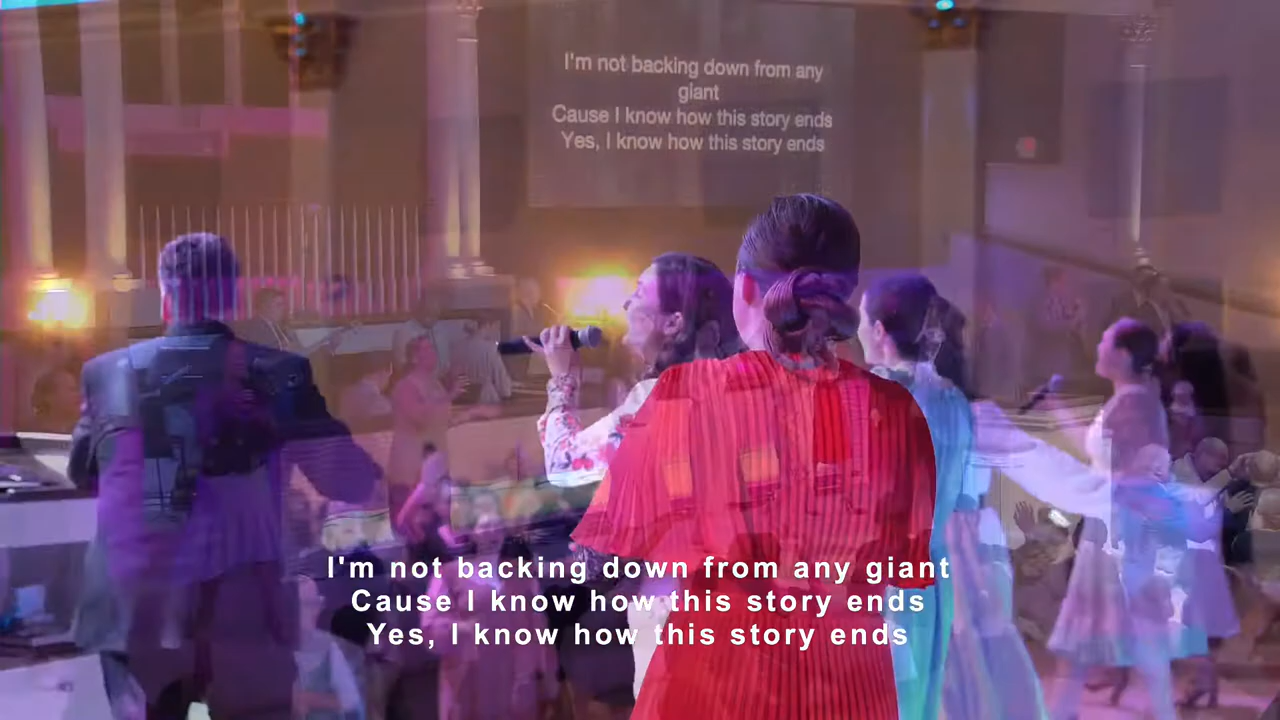 I'm not backing down from any
giant
Cause I know how this story ends
Yes, I know how this story ends
I'm not backing down from any giant
Cause I know how this story ends
Yes, I know how this story ends